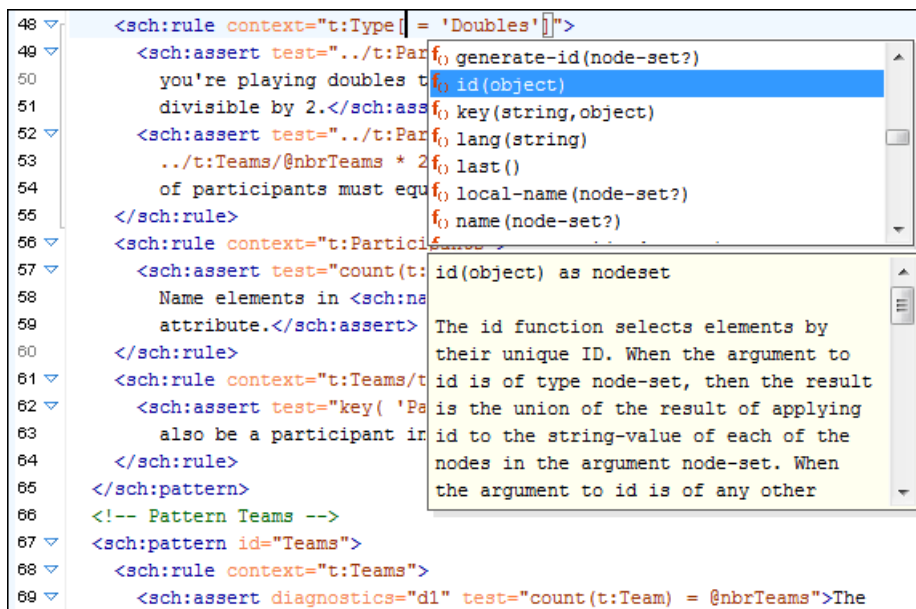 48 <sch:rule context="t:Type[ = 'Doubles']">
49 <sch:assert test="../t:Par
50 you're playing doubles t
51 divisible by 2.</sch:ass
52 <sch:assert test="../t:Par
53 ../t:Teams/@nbrTeams * 2
54 of participants must equ
55 </sch:rule>
56 <sch:rule context="t:Participants">
57 <sch:assert test="count(t:
58 Name elements in <sch:na
59 attribute.</sch:assert>
60 </sch:rule>
61 <sch:rule context="t:Teams/t
62 <sch:assert test="key( 'Pa
63 also be a participant in
64 </sch:rule>
65 </sch:pattern>
66 <!-- Pattern Teams -->
67 <sch:pattern id="Teams">
68 <sch:rule context="t:Teams">
69 <sch:assert diagnostics="d1" test="count(t:Team) = @nbrTeams">The
f() generate-id(node-set?)
f() id(object)
f() key(string,object)
f() lang(string)
f() last()
f() local-name(node-set?)
f() name(node-set?)
id(object) as nodeset
The id function selects elements by
their unique ID. When the argument to
id is of type node-set, then the result
is the union of the result of applying
id to the string-value of each of the
nodes in the argument node-set. When
the argument to id is of any other